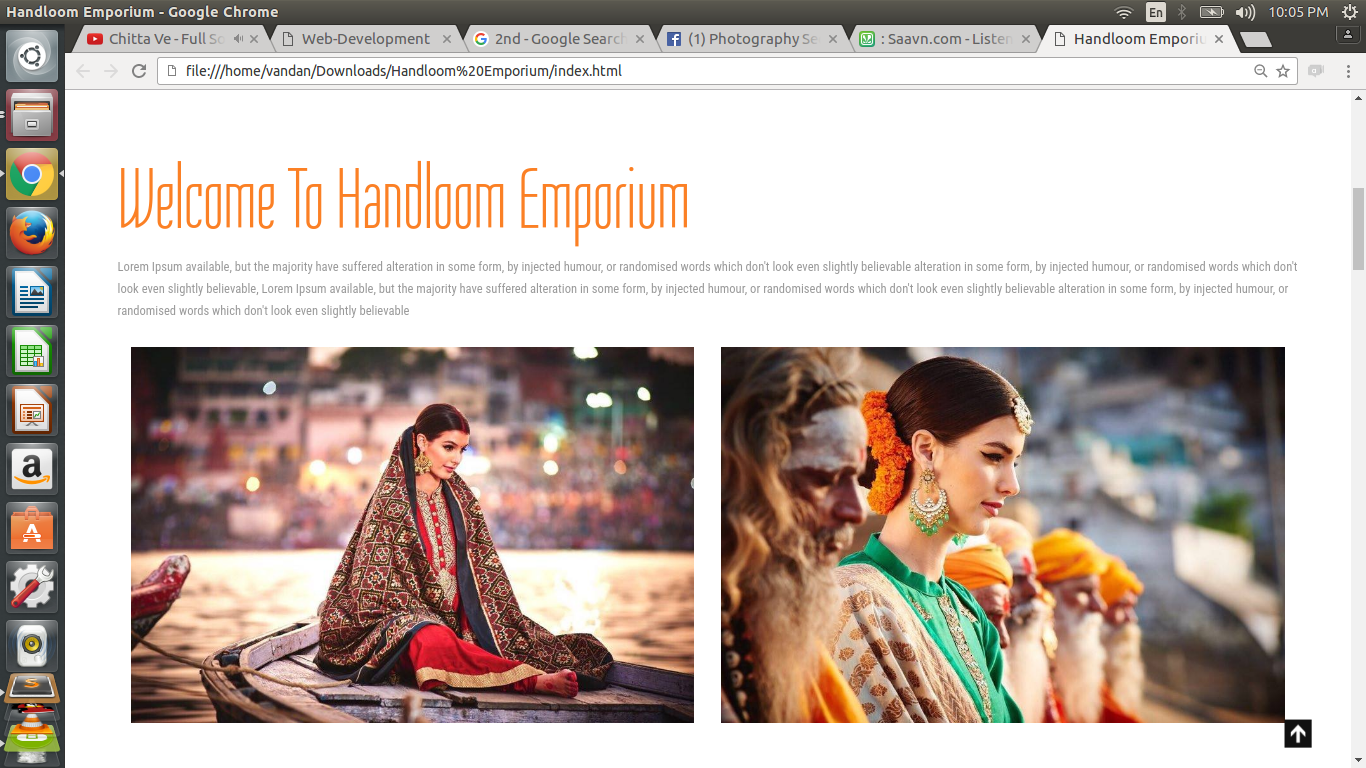 Handloom Emporium - Google Chrome
En
10:05 PM
Chitta Ve - Full So
Web-Development
2nd - Google Search
(1) Photography Se
: Saavn.com - Listen
Handloom Emporiu
file:///home/vandan/Downloads/Handloom%20Emporium/index.html
Welcome To Handloom Emporium
Lorem Ipsum available, but the majority have suffered alteration in some form, by injected humour, or randomised words which don't look even slightly believable alteration in some form, by injected humour, or randomised words which don't
look even slightly believable, Lorem Ipsum available, but the majority have suffered alteration in some form, by injected humour, or randomised words which don't look even slightly believable alteration in some form, by injected humour, or
randomised words which don't look even slightly believable